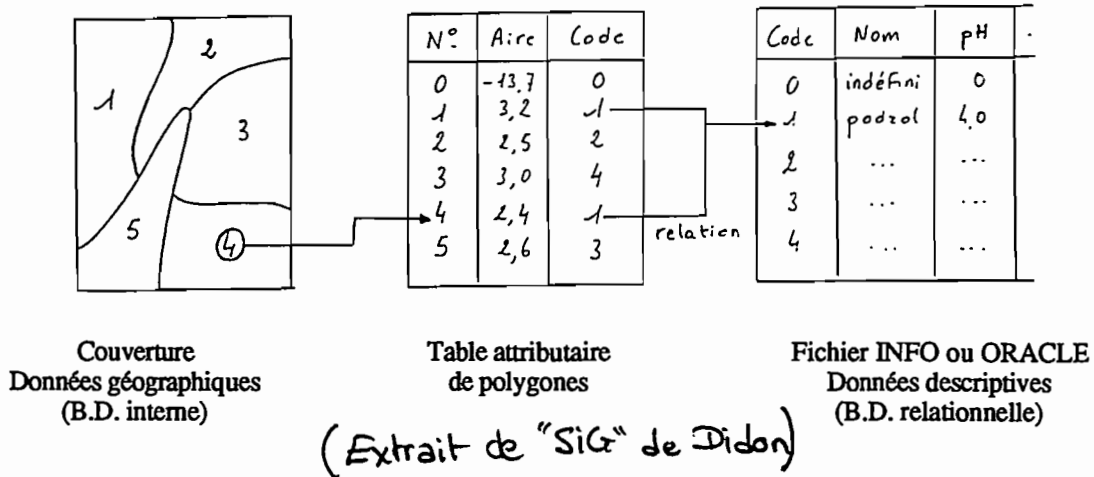 1
2
3
5
4
N° Aire Code
0 -13,7 0
1 3,2 1
2 2,5 2
3 3,0 4
4 2,4 1
5 2,6 3
relation
Code Nom pH .
0 indéfini 0
1 podzol 4,0
2 ... ...
3 ... ...
4 ... ...
Couverture
Données géographiques
(B.D. interne)
Table attributaire
de polygones
Fichier INFO ou ORACLE
Données descriptives
(B.D. relationnelle)
(Extrait de "SiG" de Didon)